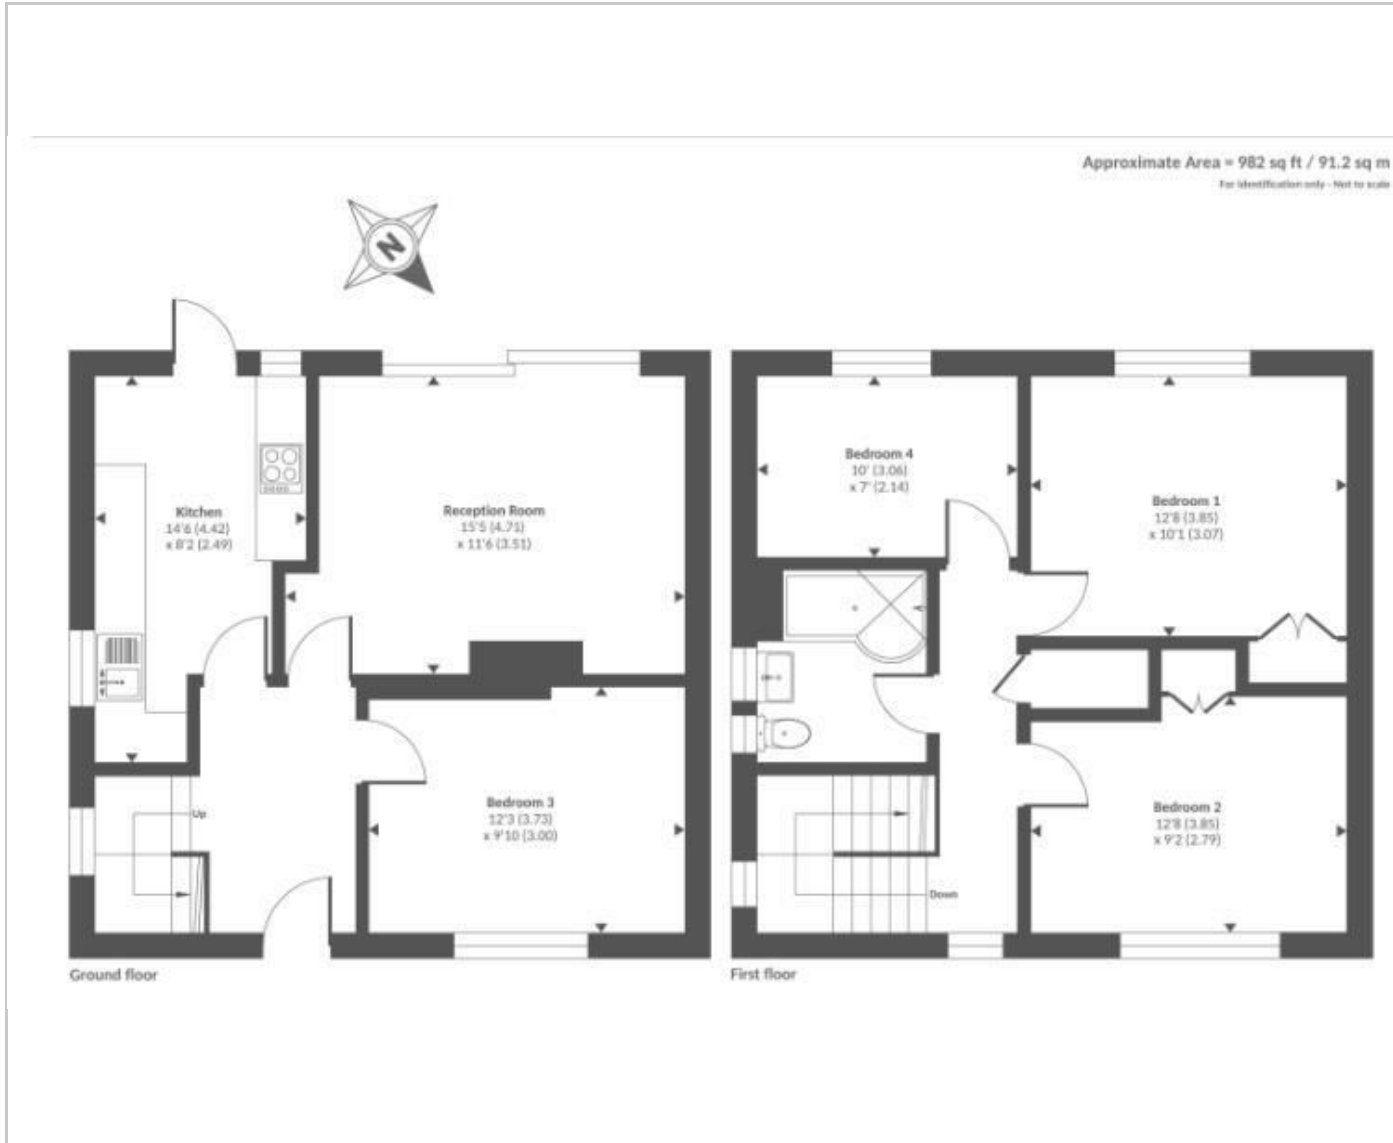 Approximate Area = 982 sq ft / 91.2 sq m
For identification only - Not to scale
N
Kitchen
14'6 (4.42)
x 8'2 (2.49)
Reception Room
15'5 (4.71)
x 11'6 (3.51)
Up
Bedroom 3
12'3 (3.73)
x 9'10 (3.00)
Ground floor
Bedroom 4
10' (3.06)
x 7' (2.14)
Bedroom 1
12'8 (3.85)
x 10'1 (3.07)
Bedroom 2
12'8 (3.85)
x 9'2 (2.79)
Down
First floor